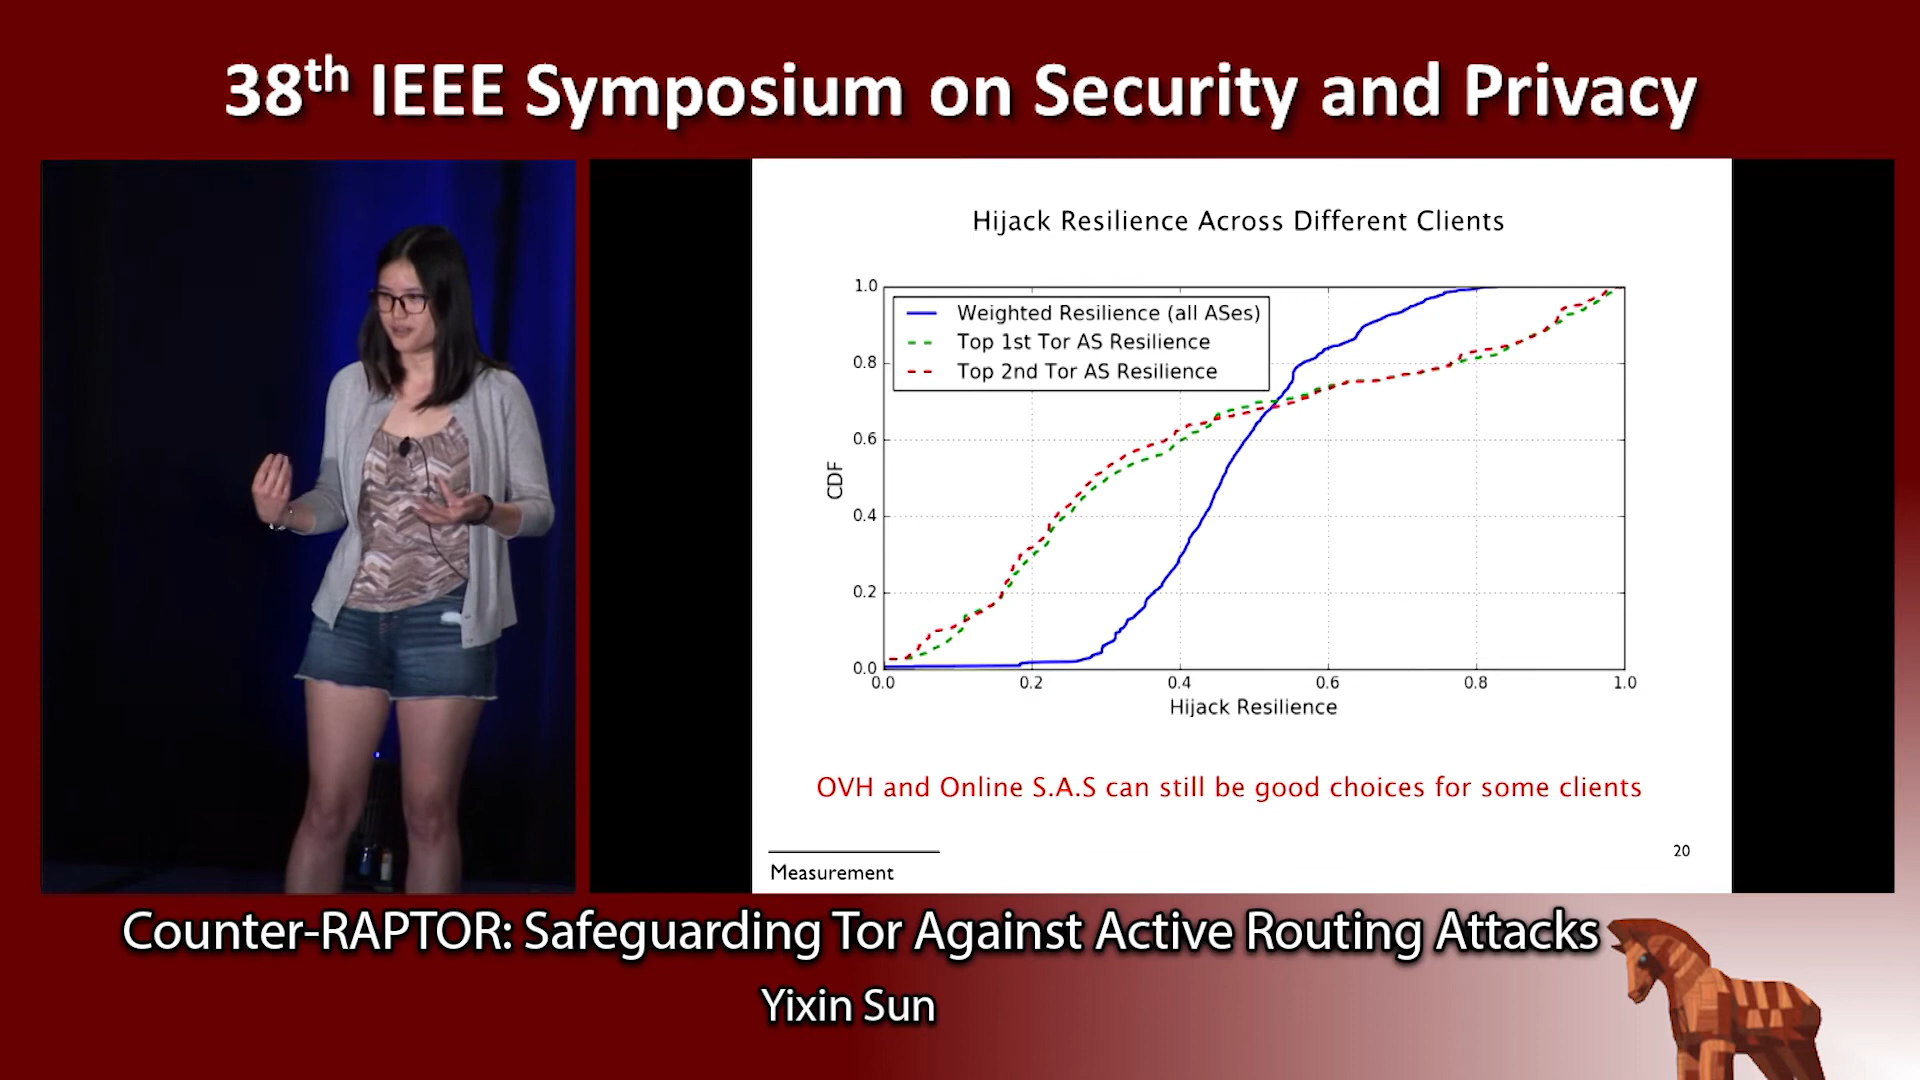 38th IEEE Symposium on Security and Privacy
Hijack Resilience Across Different Clients
1.0
0.8
0.6
0.4
0.2
0.0
CDF
Weighted Resilience (all ASes)
Top 1st Tor AS Resilience
Top 2nd Tor AS Resilience
0.0 0.2 0.4 0.6 0.8 1.0
Hijack Resilience
OVH and Online S.A.S can still be good choices for some clients
20
Measurement
Counter-RAPTOR: Safeguarding Tor Against Active Routing Attacks
Yixin Sun